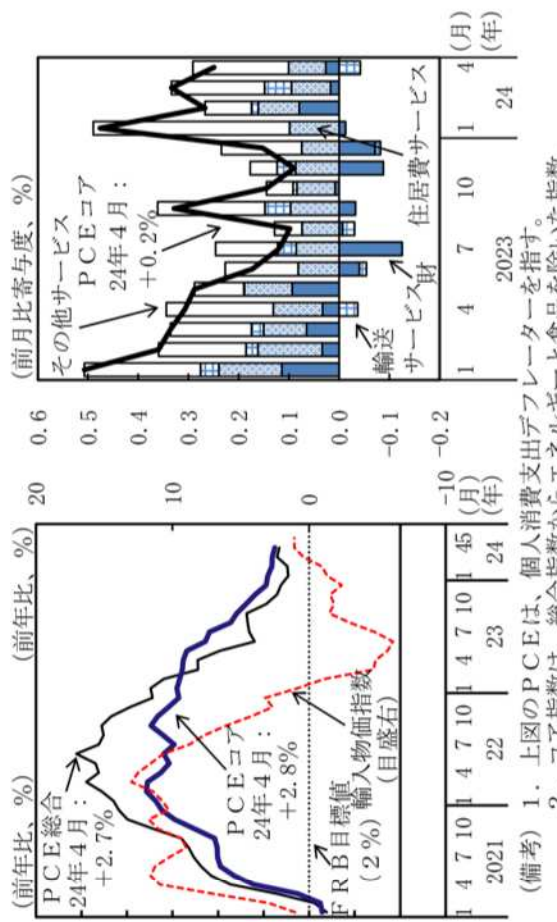 (前年比、%)
(前年比、%)
PCE総合
24年4月:
+2.7%
PCEコア
24年4月:
+2.8%
FRB目標値
(2%)
輸入物価指数
(目盛右)
20
10
0
-10
1 4 7 10 1 4 7 10 1 4 7 10 1 45 (月)
2021 22 23 24 (年)
(前月比寄与度、%)
0.6
0.5
0.4
0.3
0.2
0.1
0.0
-0.1
-0.2
その他サービス
PCEコア
24年4月:
+0.2%
輸送
サービス
財
住居費サービス
1 4 7 10 1 4 (月)
2023 24 (年)
(備考) 1. 上図のPCEは、個人消費支出デフレーターを指す。
2. コア指数は、総合指数からエネルギーと食品を除いた指数